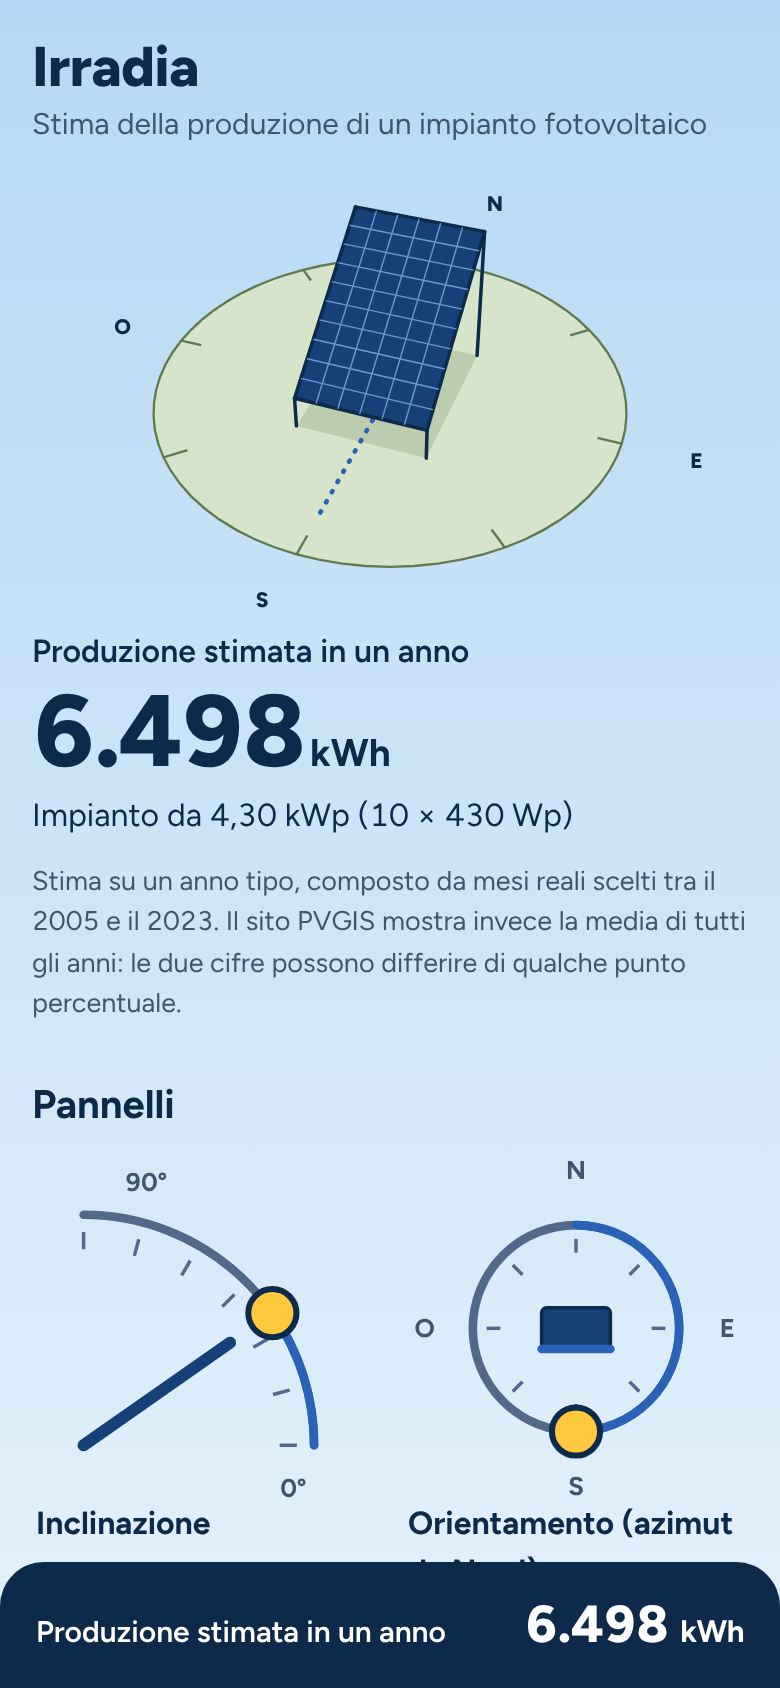 Irradia
Stima della produzione di un impianto fotovoltaico
N
O
E
S
Produzione stimata in un anno
6.498 kWh
Impianto da 4,30 kWp (10 × 430 Wp)
Stima su un anno tipo, composto da mesi reali scelti tra il
2005 e il 2023. Il sito PVGIS mostra invece la media di tutti
gli anni: le due cifre possono differire di qualche punto
percentuale.
Pannelli
90°
0°
Inclinazione
N
O
E
S
Orientamento (azimut
Produzione stimata in un anno 6.498 kWh